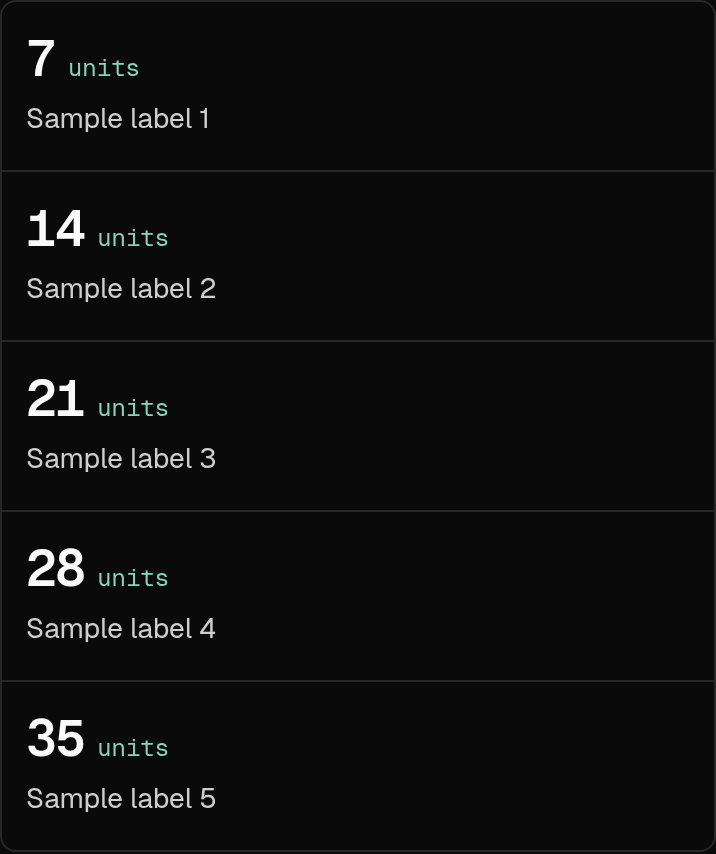 7 units
Sample label 1
14 units
Sample label 2
21 units
Sample label 3
28 units
Sample label 4
35 units
Sample label 5